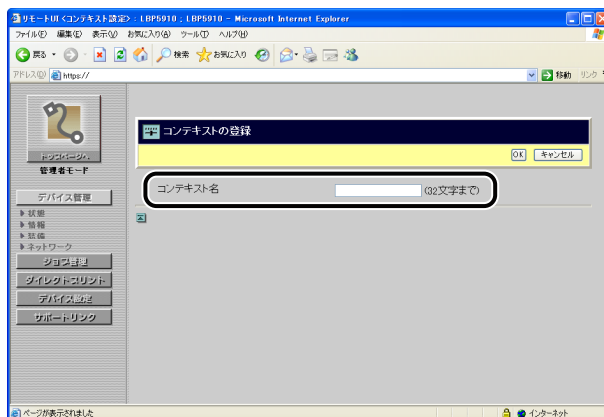 リモートUI <コンテキスト設定> : LBP5910 ; LBP5910 - Microsoft Internet Explorer
ファイル(F) 編集(E) 表示(V) お気に入り(A) ツール(T) ヘルプ(H)
戻る 検索 お気に入り
アドレス(D) https:// 移動 リンク
トップページへ
管理者モード
コンテキストの登録
OK キャンセル
コンテキスト名 (32文字まで)
デバイス管理
状態
情報
装備
ネットワーク
ジョブ管理
ダイレクトプリント
デバイス設定
サポートリンク
ページが表示されました インターネット